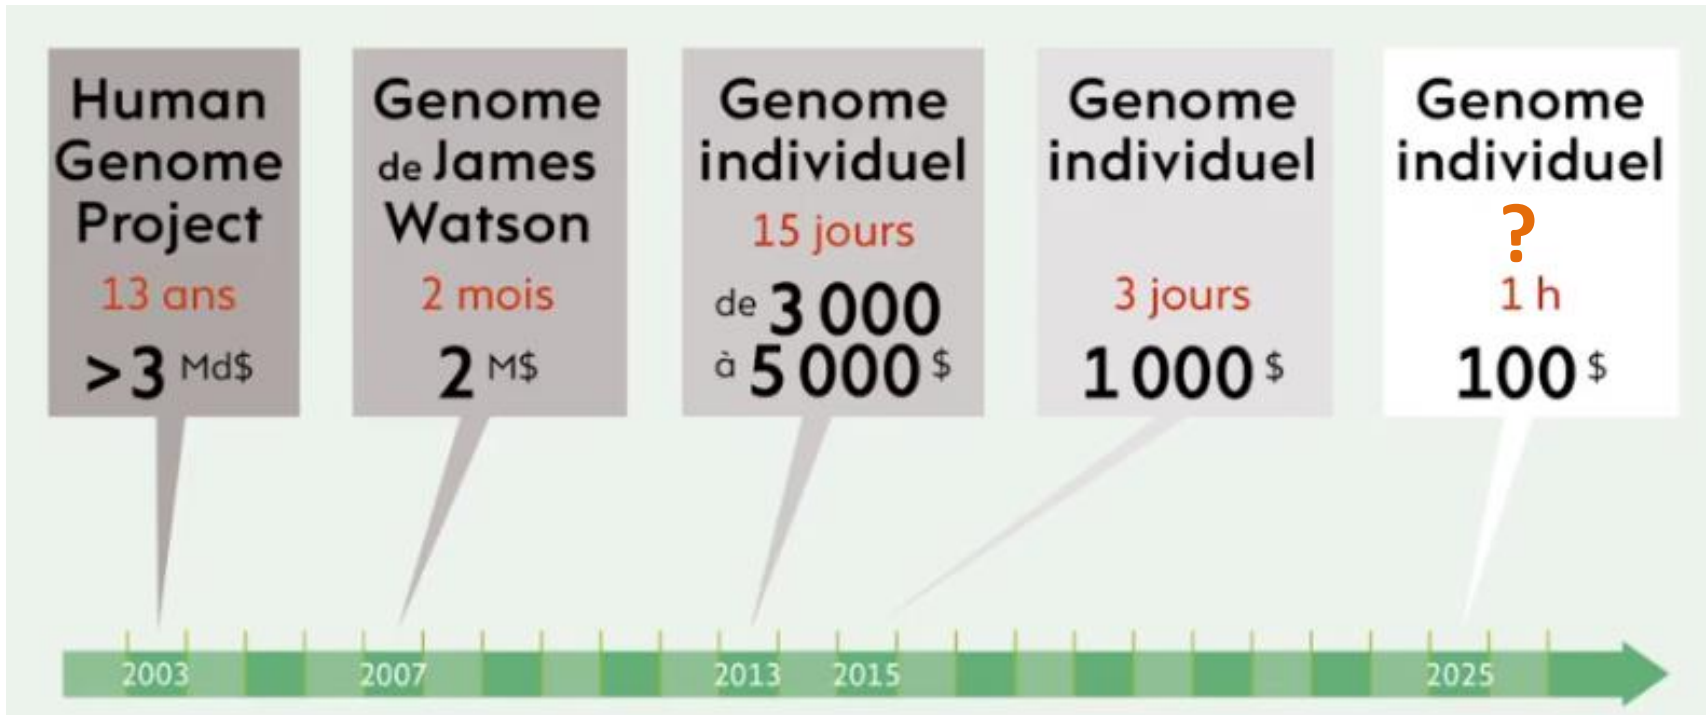 Human
Genome
Project
13 ans
>3 Md$
Genome
de James
Watson
2 mois
2 M$
Genome
individuel
15 jours
de 3 000
à 5 000 $
Genome
individuel
3 jours
1 000 $
Genome
individuel
?
1 h
100 $
2003 2007 2013 2015 2025